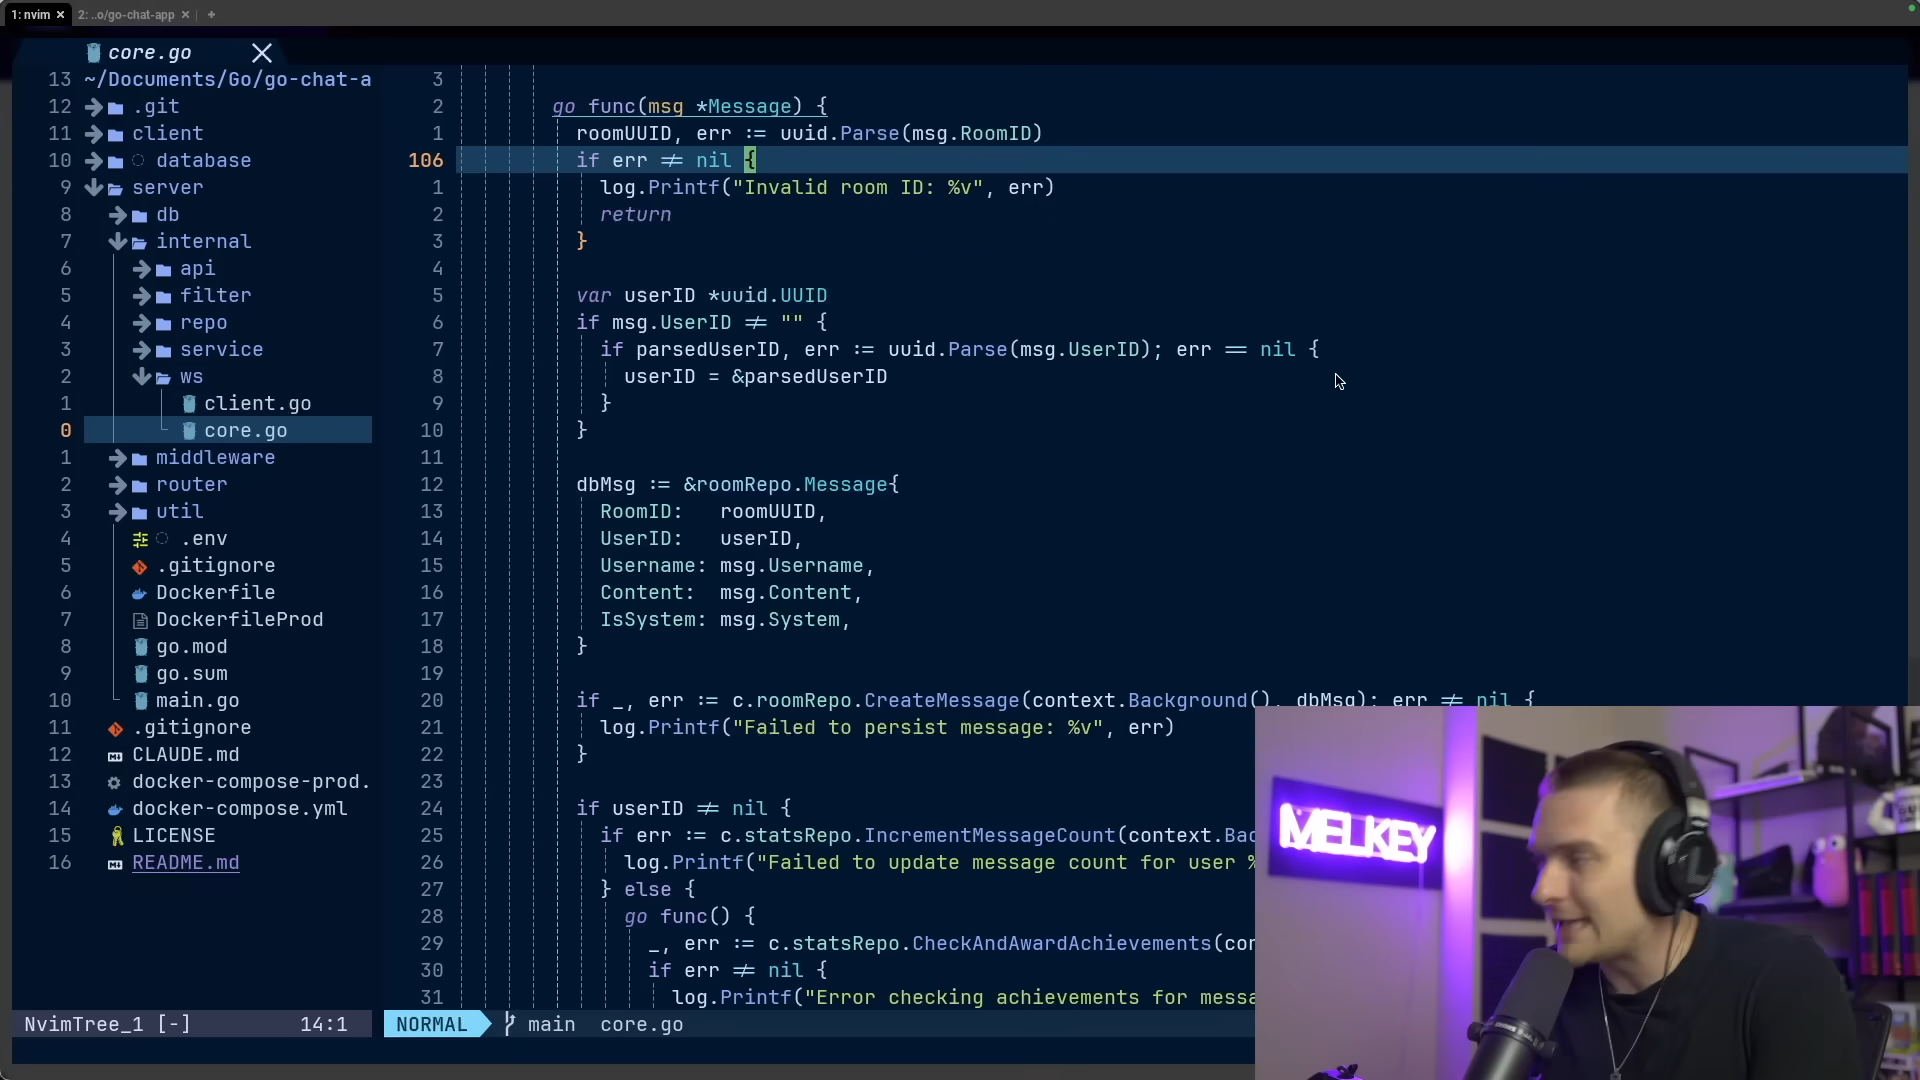 1: nvim ✕ 2: ..o/go-chat-app ✕ +
core.go ✕
13 ~/Documents/Go/go-chat-a
12 .git
11 client
10 database
9 server
8 db
7 internal
6 api
5 filter
4 repo
3 service
2 ws
1 client.go
0 core.go
1 middleware
2 router
3 util
4 .env
5 .gitignore
6 Dockerfile
7 DockerfileProd
8 go.mod
9 go.sum
10 main.go
11 .gitignore
12 CLAUDE.md
13 docker-compose-prod.
14 docker-compose.yml
15 LICENSE
16 README.md
NvimTree_1 [-] 14:1
3
2 go func(msg *Message) {
1 roomUUID, err := uuid.Parse(msg.RoomID)
106 if err ≠ nil {
1 log.Printf("Invalid room ID: %v", err)
2 return
3 }
4
5 var userID *uuid.UUID
6 if msg.UserID ≠ "" {
7 if parsedUserID, err := uuid.Parse(msg.UserID); err == nil {
8 userID = &parsedUserID
9 }
10 }
11
12 dbMsg := &roomRepo.Message{
13 RoomID: roomUUID,
14 UserID: userID,
15 Username: msg.Username,
16 Content: msg.Content,
17 IsSystem: msg.System,
18 }
19
20 if _, err := c.roomRepo.CreateMessage(context.Background(), dbMsg); err ≠ nil {
21 log.Printf("Failed to persist message: %v", err)
22 }
23
24 if userID ≠ nil {
25 if err := c.statsRepo.IncrementMessageCount(context.Bac
26 log.Printf("Failed to update message count for user %
27 } else {
28 go func() {
29 _, err := c.statsRepo.CheckAndAwardAchievements(con
30 if err ≠ nil {
31 log.Printf("Error checking achievements for messa
NORMAL main core.go
MELKEY